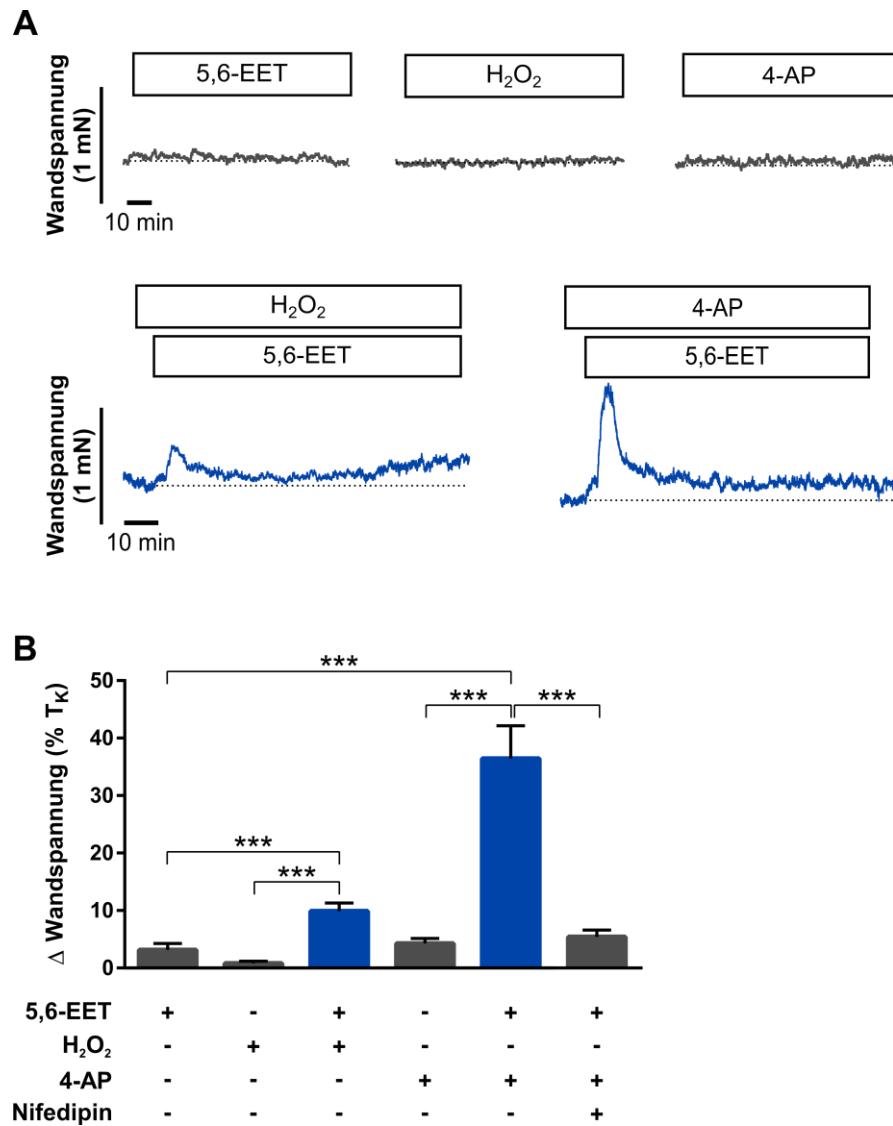 A
5,6-EET H₂O₂ 4-AP
Wandspannung
(1 mN)
10 min
H₂O₂ 4-AP
5,6-EET 5,6-EET
Wandspannung
(1 mN)
10 min
B
Δ Wandspannung (% T_K)
50
40
30
20
10
0
***
*** ***
***
***
5,6-EET + - + - + +
H₂O₂ - + + - - -
4-AP - - - + + +
Nifedipin - - - - - +